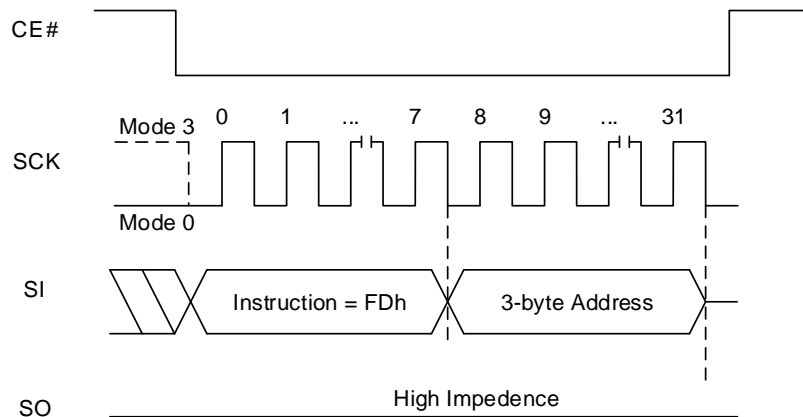 CE#
0 1 ... 7 8 9 ... 31
Mode 3
SCK
Mode 0
SI
Instruction = FDh
3-byte Address
High Impedence
SO